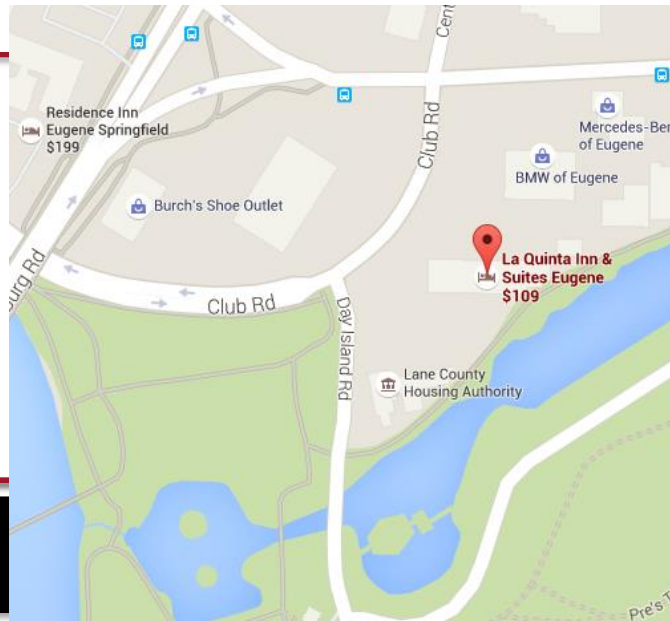 Cent
Residence Inn
Eugene Springfield
$199
Club Rd
Mercedes-Ben
of Eugene
BMW of Eugene
Burch's Shoe Outlet
La Quinta Inn &
Suites Eugene
$109
burg Rd
Club Rd
Day Island Rd
Lane County
Housing Authority
Pre's T